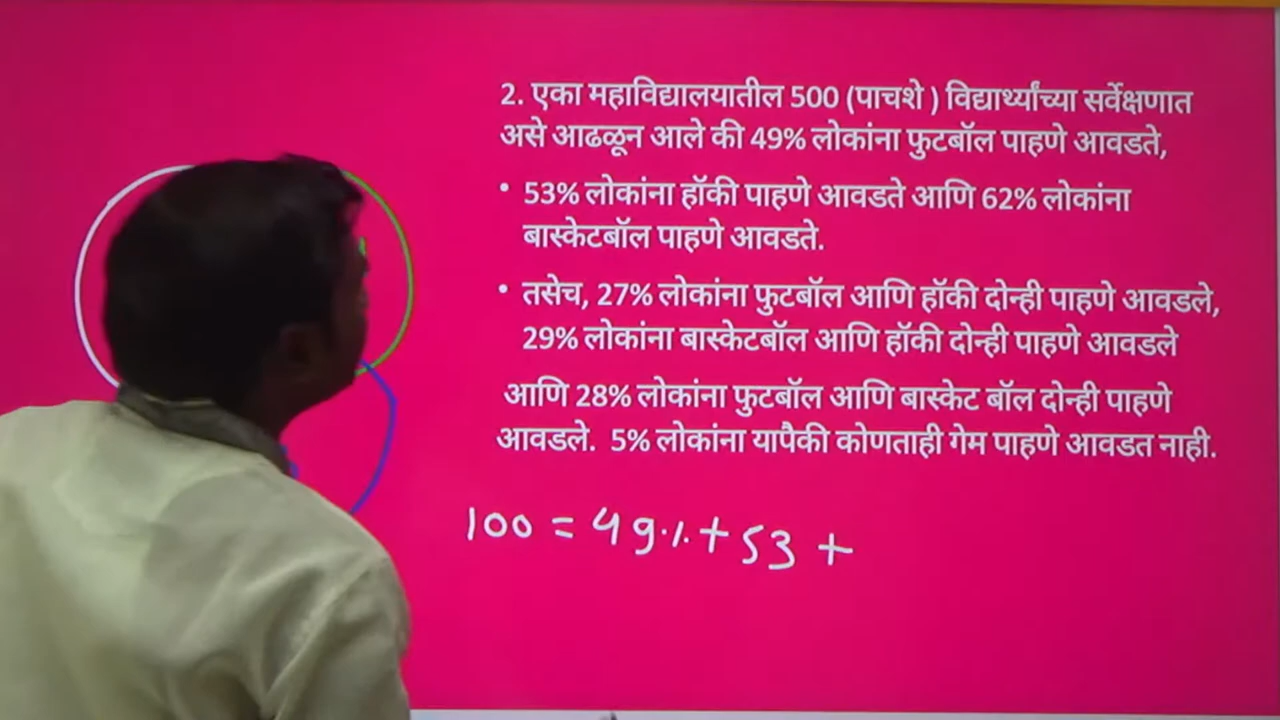 2. एका महाविद्यालयातील 500 (पाचशे ) विद्यार्थ्यांच्या सर्वेक्षणात
असे आढळून आले की 49% लोकांना फुटबॉल पाहणे आवडते,
• 53% लोकांना हॉकी पाहणे आवडते आणि 62% लोकांना
बास्केटबॉल पाहणे आवडते.
• तसेच, 27% लोकांना फुटबॉल आणि हॉकी दोन्ही पाहणे आवडले,
29% लोकांना बास्केटबॉल आणि हॉकी दोन्ही पाहणे आवडले
आणि 28% लोकांना फुटबॉल आणि बास्केट बॉल दोन्ही पाहणे
आवडले. 5% लोकांना यापैकी कोणताही गेम पाहणे आवडत नाही.
100 = 49% + 53 +